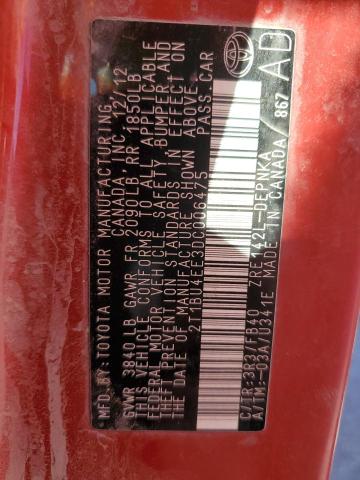 MFD.BY:TOYOTA MOTOR MANUFACTURING
CANADA, INC. 12/12
GVWR 3840LB GAWR FR 2090LB RR 1850LB
THIS VEHICLE CONFORMS TO ALL APPLICABLE
FEDERAL MOTOR VEHICLE SAFETY, BUMPER,AND
THEFT PREVENTION STANDARDS IN EFFECT ON
THE DATE OF MANUFACTURE SHOWN ABOVE.
PASS.CAR
C/TR:3R3/FB40 ZRE142L-DEPNKA
A/TM:-03A/U341E MADE IN CANADA 867
AD